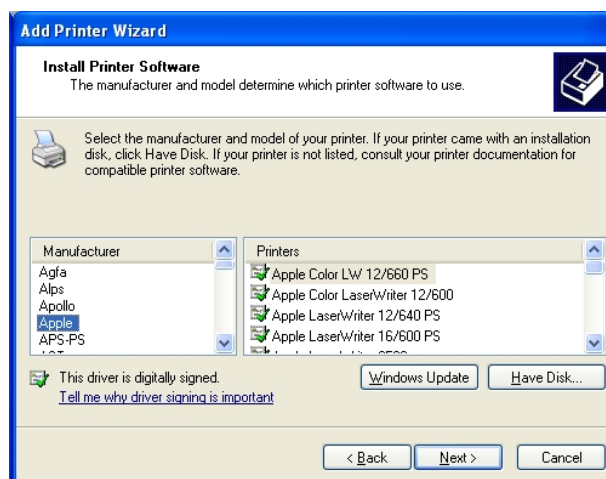 Add Printer Wizard
Install Printer Software
The manufacturer and model determine which printer software to use.
Select the manufacturer and model of your printer. If your printer came with an installation
disk, click Have Disk. If your printer is not listed, consult your printer documentation for
compatible printer software.
Manufacturer
Agfa
Alps
Apollo
Apple
APS-PS
Printers
Apple Color LW 12/660 PS
Apple Color LaserWriter 12/600
Apple LaserWriter 12/640 PS
Apple LaserWriter 16/600 PS
This driver is digitally signed.
Tell me why driver signing is important
Windows Update
Have Disk...
< Back
Next >
Cancel